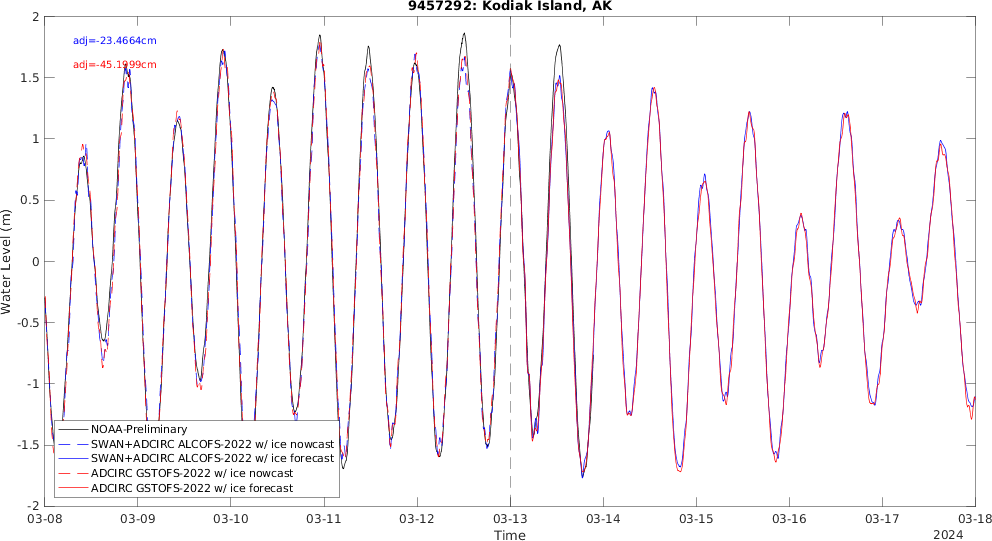 9457292: Kodiak Island, AK
adj=-23.4664cm
adj=-45.1999cm
2
1.5
1
0.5
0
-0.5
-1
-1.5
-2
Water Level (m)
NOAA-Preliminary
SWAN+ADCIRC ALCOFS-2022 w/ ice nowcast
SWAN+ADCIRC ALCOFS-2022 w/ ice forecast
ADCIRC GSTOFS-2022 w/ ice nowcast
ADCIRC GSTOFS-2022 w/ ice forecast
03-08 03-09 03-10 03-11 03-12 03-13 03-14 03-15 03-16 03-17 03-18
Time
2024